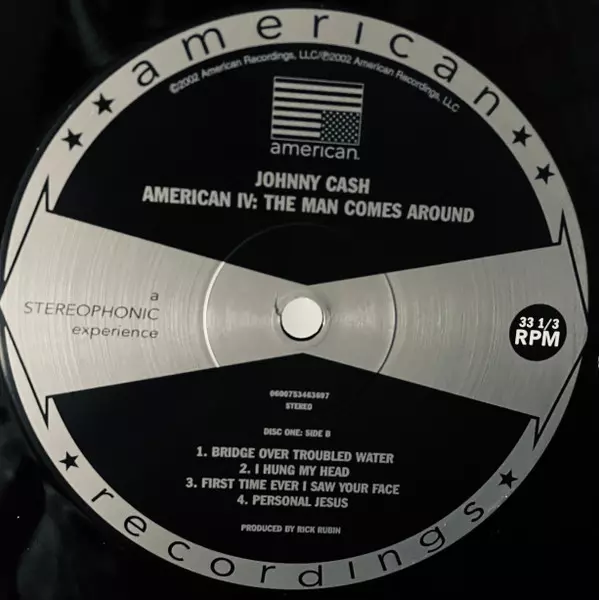 american
©2002 American Recordings, LLC/℗2002 American Recordings, LLC
american
JOHNNY CASH
AMERICAN IV: THE MAN COMES AROUND
a
STEREOPHONIC
experience
33 1/3
RPM
0600753463697
STEREO
DISC ONE: SIDE B
1. BRIDGE OVER TROUBLED WATER
2. I HUNG MY HEAD
3. FIRST TIME EVER I SAW YOUR FACE
4. PERSONAL JESUS
PRODUCED BY RICK RUBIN
recordings